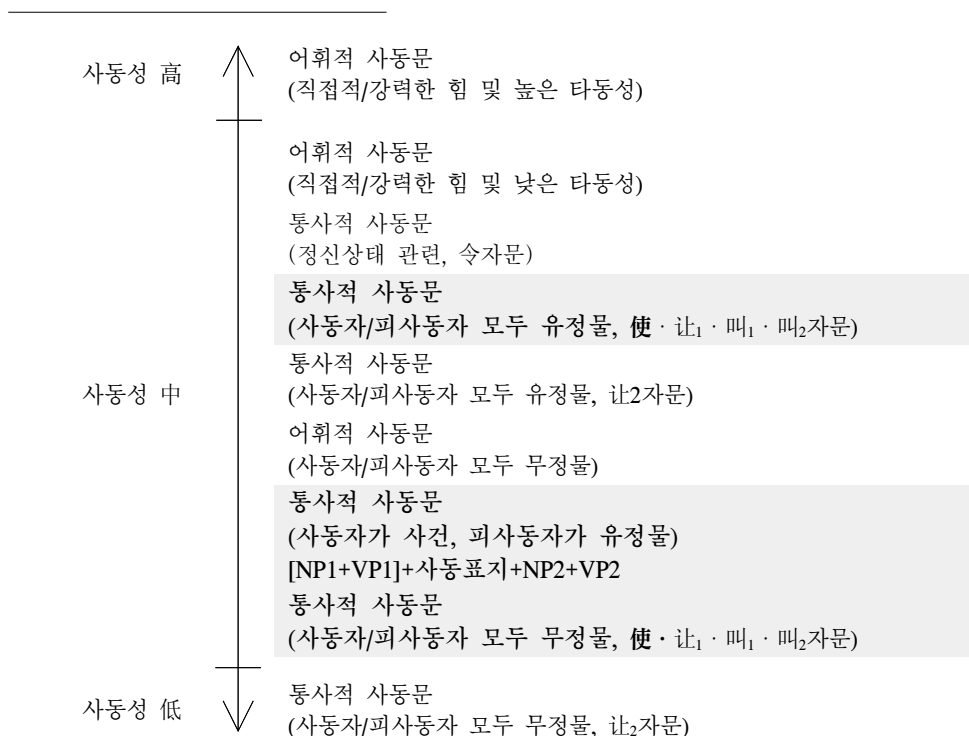 사동성 高
어휘적 사동문
(직접적/강력한 힘 및 높은 타동성)
어휘적 사동문
(직접적/강력한 힘 및 낮은 타동성)
통사적 사동문
(정신상태 관련, 令자문)
통사적 사동문
(사동자/피사동자 모두 유정물, 使·让₁·叫₁·叫₂자문)
사동성 中
통사적 사동문
(사동자/피사동자 모두 유정물, 让2자문)
어휘적 사동문
(사동자/피사동자 모두 무정물)
통사적 사동문
(사동자가 사건, 피사동자가 유정물)
[NP1+VP1]+사동표지+NP2+VP2
통사적 사동문
(사동자/피사동자 모두 무정물, 使·让₁·叫₁·叫₂자문)
사동성 低
통사적 사동문
(사동자/피사동자 모두 무정물, 让₂자문)